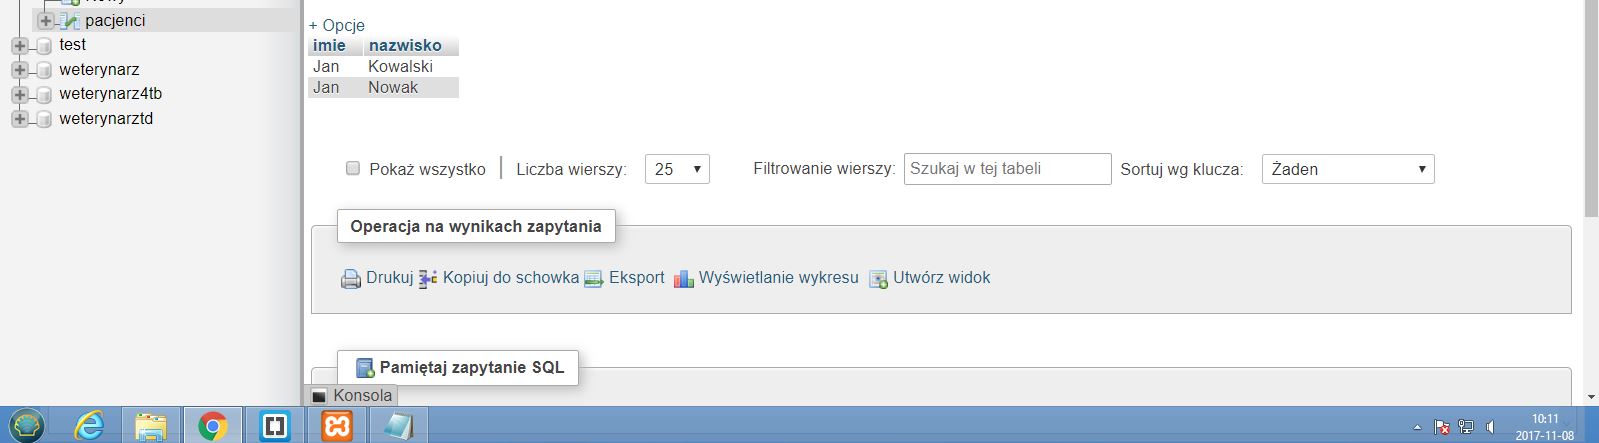 Nowy
pacjenci
test
weterynarz
weterynarz4tb
weterynarztd
+ Opcje
imie nazwisko
Jan Kowalski
Jan Nowak
Pokaż wszystko | Liczba wierszy: 25 Filtrowanie wierszy: Szukaj w tej tabeli Sortuj wg klucza: Żaden
Operacja na wynikach zapytania
Drukuj Kopiuj do schowka Eksport Wyświetlanie wykresu Utwórz widok
Pamiętaj zapytanie SQL
Konsola
10:11
2017-11-08